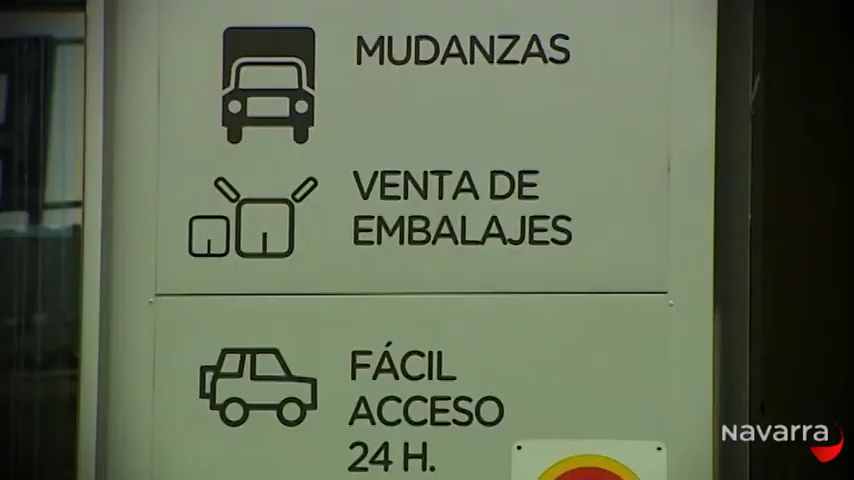 MUDANZAS
VENTA DE
EMBALAJES
FÁCIL
ACCESO
24 H.
Navarra